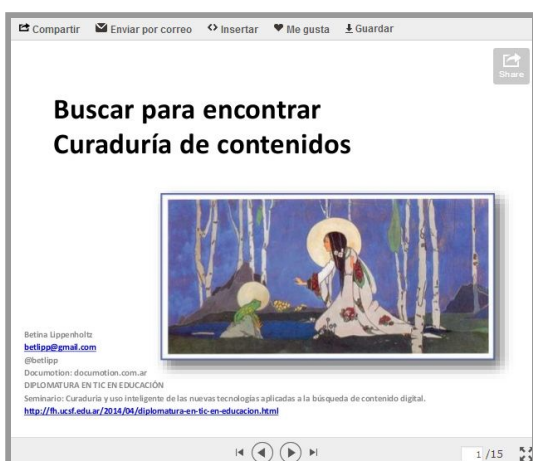 Compartir Enviar por correo Insertar Me gusta Guardar
Share
Buscar para encontrar
Curaduría de contenidos
Betina Lippenholtz
betlipp@gmail.com
@betlipp
Documotion: documotion.com.ar
DIPLOMATURA EN TIC EN EDUCACIÓN
Seminario: Curaduría y uso inteligente de las nuevas tecnologías aplicadas a la búsqueda de contenido digital.
http://fh.ucsf.edu.ar/2014/04/diplomatura-en-tic-en-educacion.html
1 /15